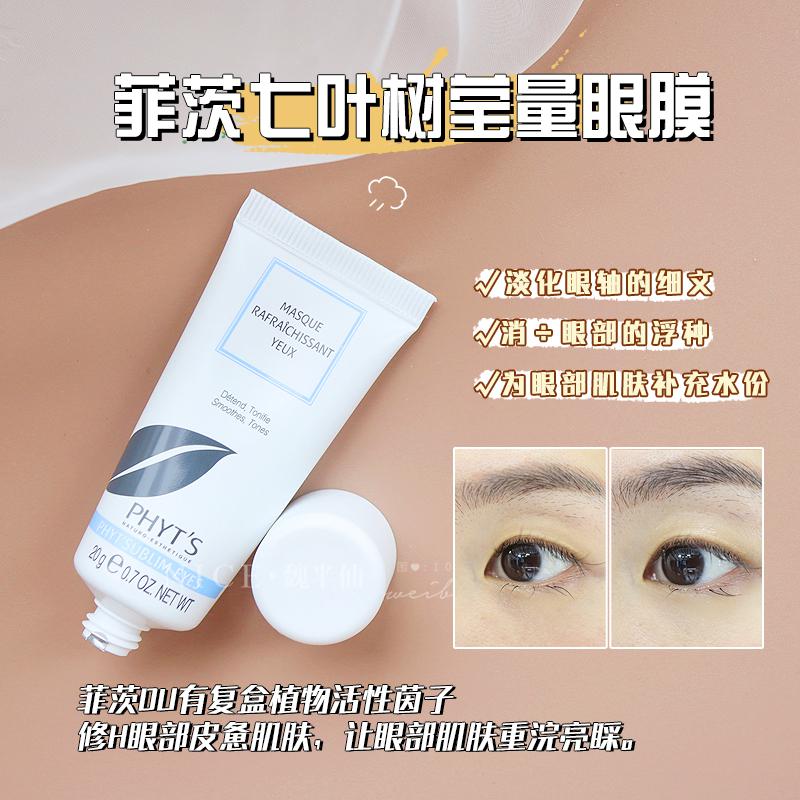 菲茨七叶树莹量眼膜
√淡化眼轴的细文
√消÷眼部的浮种
√为眼部肌肤补充水份
MASQUE
RAFRAÎCHISSANT
YEUX
Détend, Tonifie
Smoothes, Tones
PHYT'S
NATURO-ESTHETIQUE
PHYT'SUBLIM EYES
20g e 0.7 OZ. NET WT
魏半仙
weib
菲茨OU有复盒植物活性茵子
修H眼部皮惫肌肤、让眼部肌肤重浣亮睬。